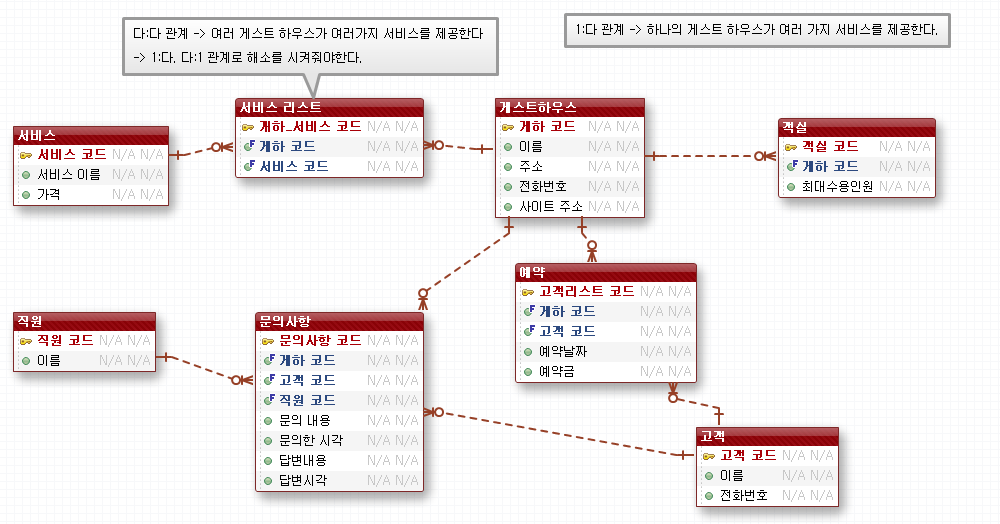 다:다 관계 -> 여러 게스트 하우스가 여러가지 서비스를 제공한다
-> 1:다. 다:1 관계로 해소를 시켜줘야한다.
1:다 관계 -> 하나의 게스트 하우스가 여러 가지 서비스를 제공한다.
서비스
서비스 코드 N/A N/A
서비스 이름 N/A N/A
가격 N/A N/A
서비스 리스트
게하_서비스 코드 N/A N/A
게하 코드 N/A N/A
서비스 코드 N/A N/A
게스트하우스
게하 코드 N/A N/A
이름 N/A N/A
주소 N/A N/A
전화번호 N/A N/A
사이트 주소 N/A N/A
객실
객실 코드 N/A N/A
게하 코드 N/A N/A
최대수용인원 N/A N/A
직원
직원 코드 N/A N/A
이름 N/A N/A
문의사항
문의사항 코드 N/A N/A
게하 코드 N/A N/A
고객 코드 N/A N/A
직원 코드 N/A N/A
문의 내용 N/A N/A
문의한 시각 N/A N/A
답변내용 N/A N/A
답변시각 N/A N/A
예약
고객리스트 코드 N/A N/A
게하 코드 N/A N/A
고객 코드 N/A N/A
예약날짜 N/A N/A
예약금 N/A N/A
고객
고객 코드 N/A N/A
이름 N/A N/A
전화번호 N/A N/A